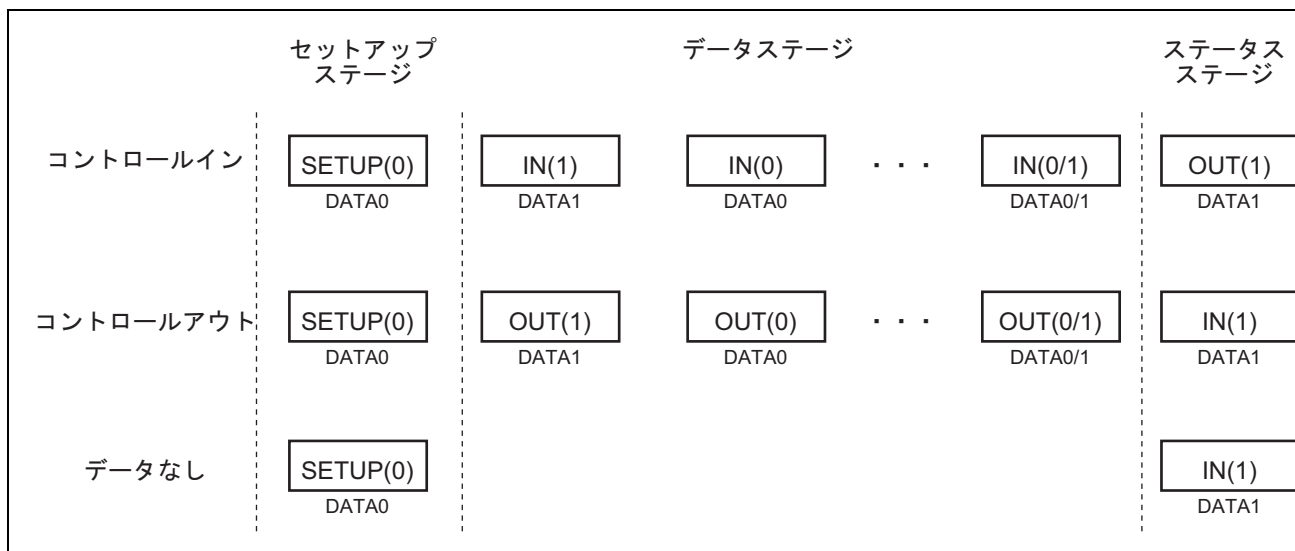 セットアップ
ステージ
データステージ
ステータス
ステージ
コントロールイン
SETUP(0)
IN(1)
IN(0)
・・・
IN(0/1)
OUT(1)
DATA0
DATA1
DATA0
DATA0/1
DATA1
コントロールアウト
SETUP(0)
OUT(1)
OUT(0)
・・・
OUT(0/1)
IN(1)
DATA0
DATA1
DATA0
DATA0/1
DATA1
データなし
SETUP(0)
IN(1)
DATA0
DATA1